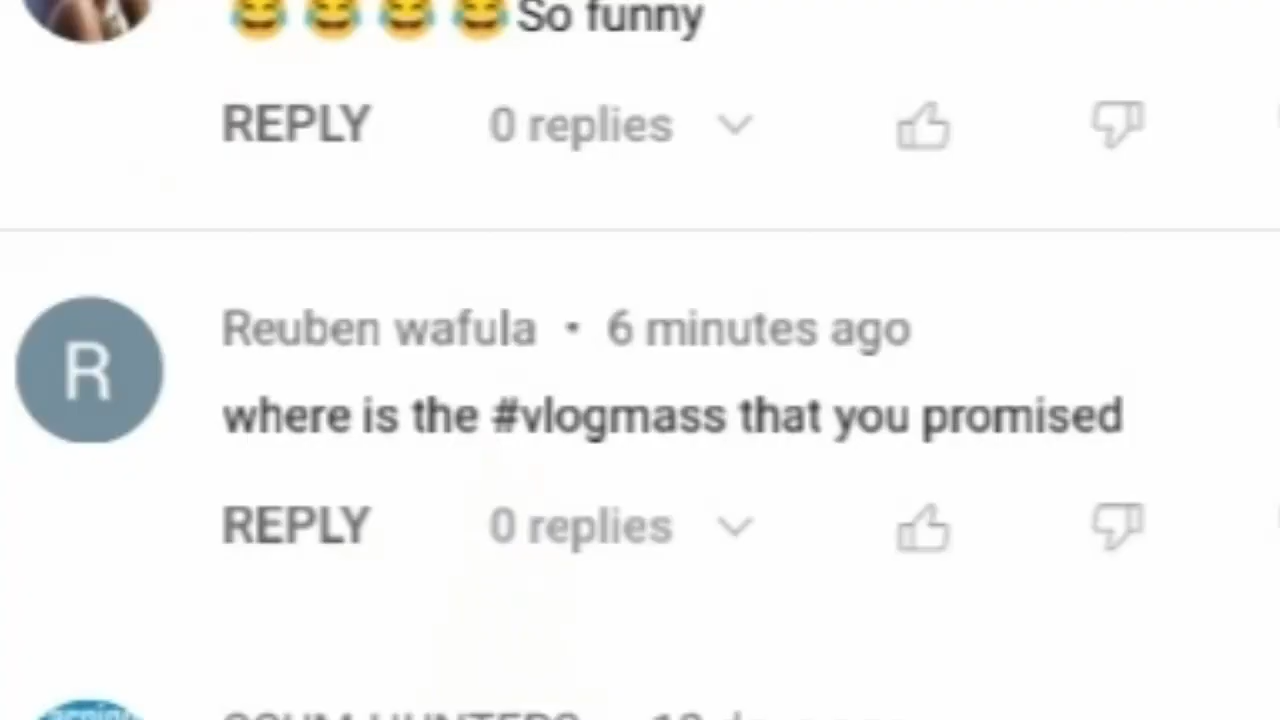 😂😂😂😂So funny
REPLY 0 replies
Reuben wafula • 6 minutes ago
R
where is the #vlogmass that you promised
REPLY 0 replies